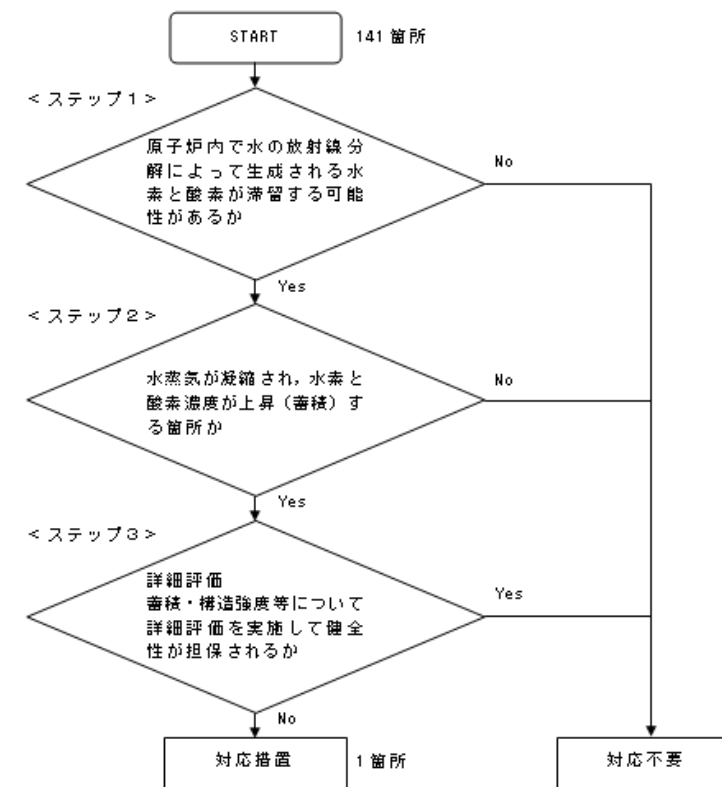 START
141箇所
<ステップ1>
原子炉内で水の放射線分
解によって生成される水
素と酸素が滞留する可能
性があるか
No
Yes
<ステップ2>
水蒸気が凝縮され,水素と
酸素濃度が上昇(蓄積)す
る箇所か
No
Yes
<ステップ3>
詳細評価
蓄積・構造強度等について
詳細評価を実施して健全
性が担保されるか
Yes
No
対応措置
1箇所
対応不要